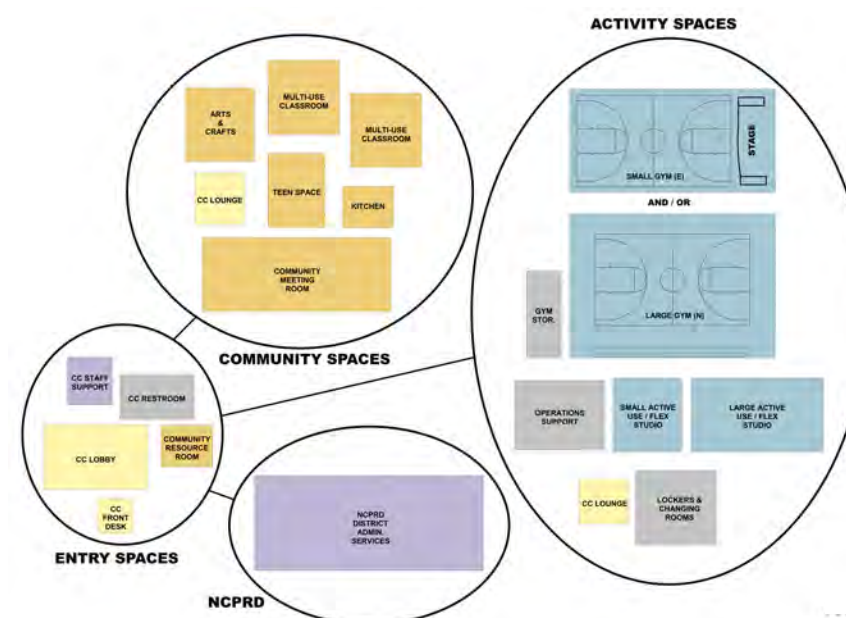 ACTIVITY SPACES
ARTS
&
CRAFTS
MULTI-USE
CLASSROOM
MULTI-USE
CLASSROOM
CC LOUNGE
TEEN SPACE
KITCHEN
COMMUNITY
MEETING
ROOM
COMMUNITY SPACES
STAGE
SMALL GYM (E)
AND / OR
GYM
STOR.
LARGE GYM (N)
OPERATIONS
SUPPORT
SMALL ACTIVE
USE / FLEX
STUDIO
LARGE ACTIVE
USE / FLEX
STUDIO
CC LOUNGE
LOCKERS &
CHANGING
ROOMS
CC STAFF
SUPPORT
CC RESTROOM
CC LOBBY
COMMUNITY
RESOURCE
ROOM
CC
FRONT
DESK
ENTRY SPACES
NCPRD
DISTRICT
ADMIN.
SERVICES
NCPRD